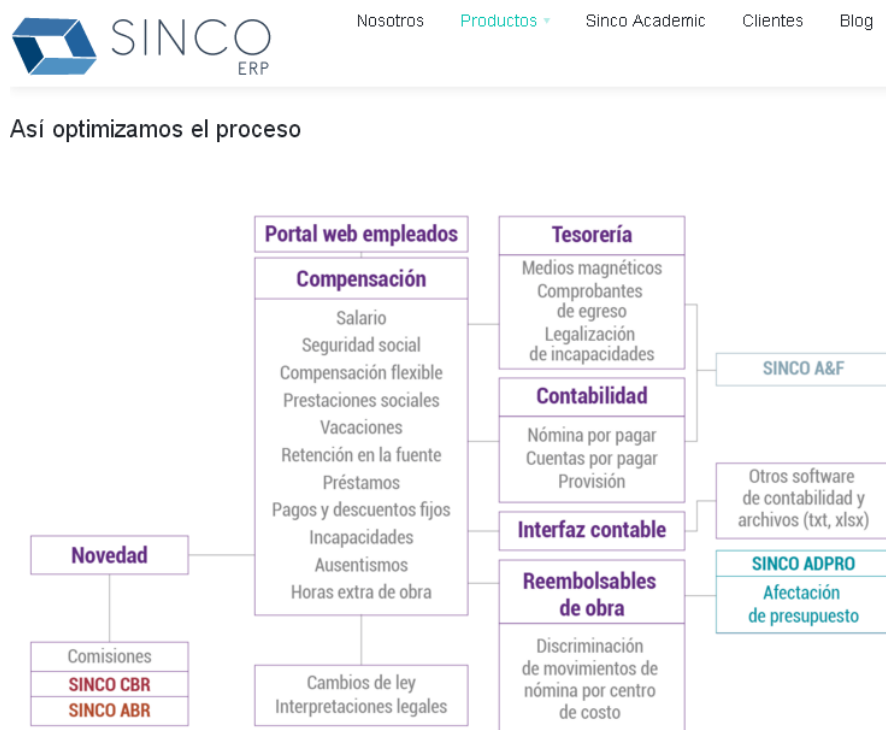 SINCO
ERP
Nosotros
Productos
Sinco Academic
Clientes
Blog
Así optimizamos el proceso
Portal web empleados
Compensación
Salario
Seguridad social
Compensación flexible
Prestaciones sociales
Vacaciones
Retención en la fuente
Préstamos
Pagos y descuentos fijos
Incapacidades
Ausentismos
Horas extra de obra
Tesorería
Medios magnéticos
Comprobantes
de egreso
Legalización
de incapacidades
SINCO A&F
Contabilidad
Nómina por pagar
Cuentas por pagar
Provisión
Otros software
de contabilidad y
archivos (txt, xlsx)
Interfaz contable
Novedad
SINCO ADPRO
Afectación
de presupuesto
Reembolsables
de obra
Discriminación
de movimientos de
nómina por centro
de costo
Comisiones
SINCO CBR
SINCO ABR
Cambios de ley
Interpretaciones legales